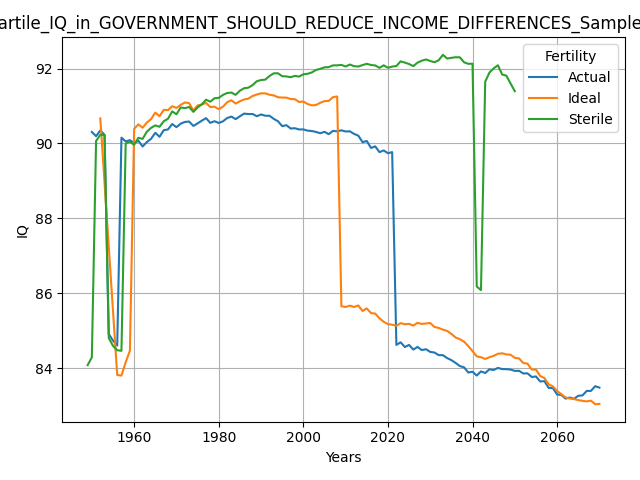 artile_IQ_in_GOVERNMENT_SHOULD_REDUCE_INCOME_DIFFERENCES_Sample
Fertility
Actual
Ideal
Sterile
IQ
92
90
88
86
84
1960 1980 2000 2020 2040 2060
Years